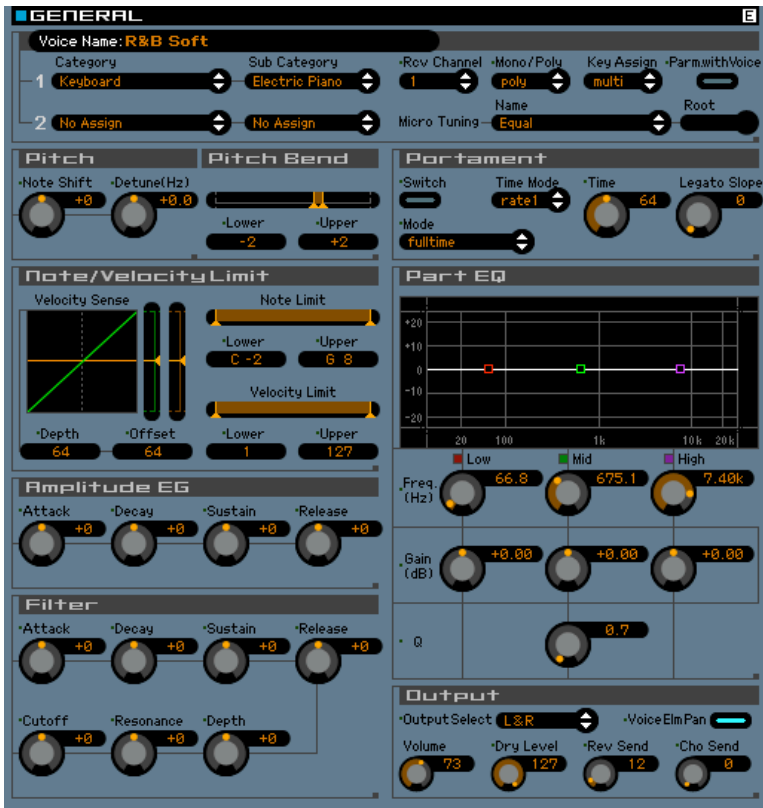 GENERAL E
Voice Name: R&B Soft
Category Sub Category Rcv Channel Mono/Poly Key Assign Parm.withVoice
1 Keyboard Electric Piano 1 poly multi
Name Root
2 No Assign No Assign Micro Tuning Equal
Pitch Pitch Bend Portament
Note Shift Detune(Hz) Switch Time Mode Time Legato Slope
+0 +0.0 rate1 64 0
Lower Upper Mode
-2 +2 fulltime
Note/Velocity Limit Part EQ
Velocity Sense Note Limit
+20
+10
Lower Upper
C -2 G 8
0
Velocity Limit
-10
-20
Depth Offset Lower Upper
64 64 1 127
20 100 1k 10k 20k
Low Mid High
Amplitude EG
Freq. (Hz) 66.8 675.1 7.40k
Attack Decay Sustain Release
+0 +0 +0 +0
Gain (dB) +0.00 +0.00 +0.00
Filter
Attack Decay Sustain Release
+0 +0 +0 +0
Q 0.7
Output
Cutoff Resonance Depth
+0 +0 +0
OutputSelect L&R VoiceElmPan
Volume Dry Level Rev Send Cho Send
73 127 12 0